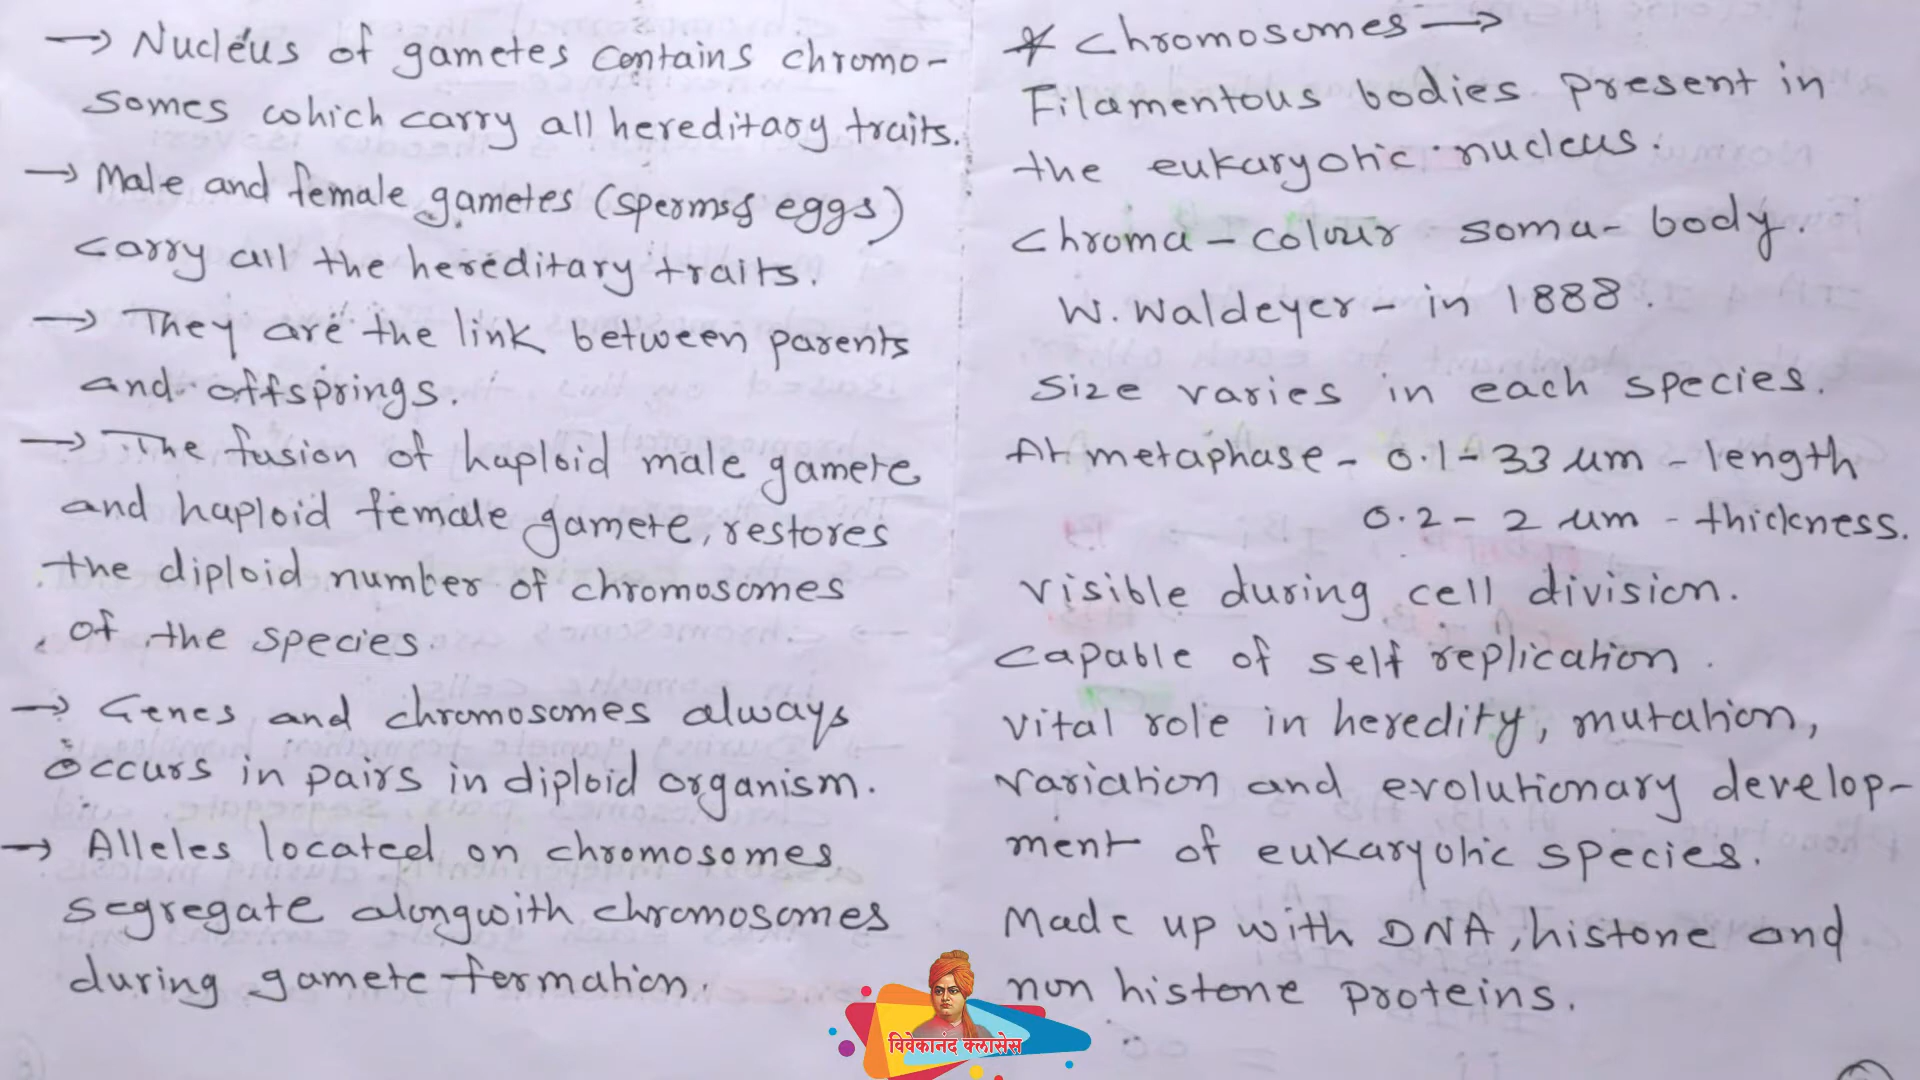 → Nucleus of gametes contains chromo-
somes which carry all hereditary traits.
→ Male and female gametes (sperms & eggs)
carry all the hereditary traits.
→ They are the link between parents
and offsprings.
→ The fusion of haploid male gamete
and haploid female gamete, restores
the diploid number of chromosomes
of the species.
→ Genes and chromosomes always
occurs in pairs in diploid organism.
→ Alleles located on chromosomes
segregate alongwith chromosomes
during gamete formation.
* Chromosomes →
Filamentous bodies present in
the eukaryotic nucleus.
Chroma - colour soma - body.
W. Waldeyer - in 1888.
Size varies in each species.
At metaphase - 0.1 - 33 um - length
0.2 - 2 um - thickness.
Visible during cell division.
Capable of self replication.
Vital role in heredity, mutation,
variation and evolutionary develop-
ment of eukaryotic species.
Made up with DNA, histone and
non histone proteins.
विवेकानंद क्लासेस